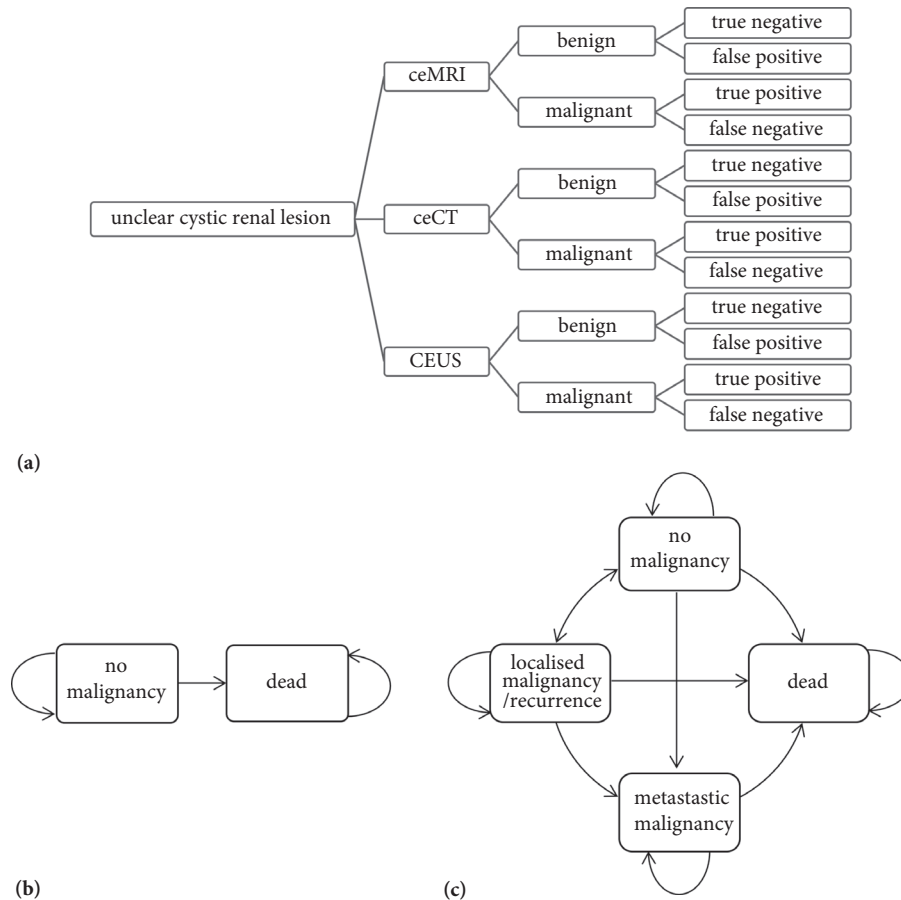 true negative
benign
false positive
ceMRI
true positive
malignant
false negative
true negative
benign
false positive
unclear cystic renal lesion
ceCT
true positive
malignant
false negative
true negative
benign
false positive
CEUS
true positive
malignant
false negative
(a)
no
malignancy
dead
(b)
no
malignancy
localised
malignancy
/recurrence
dead
metastastic
malignancy
(c)